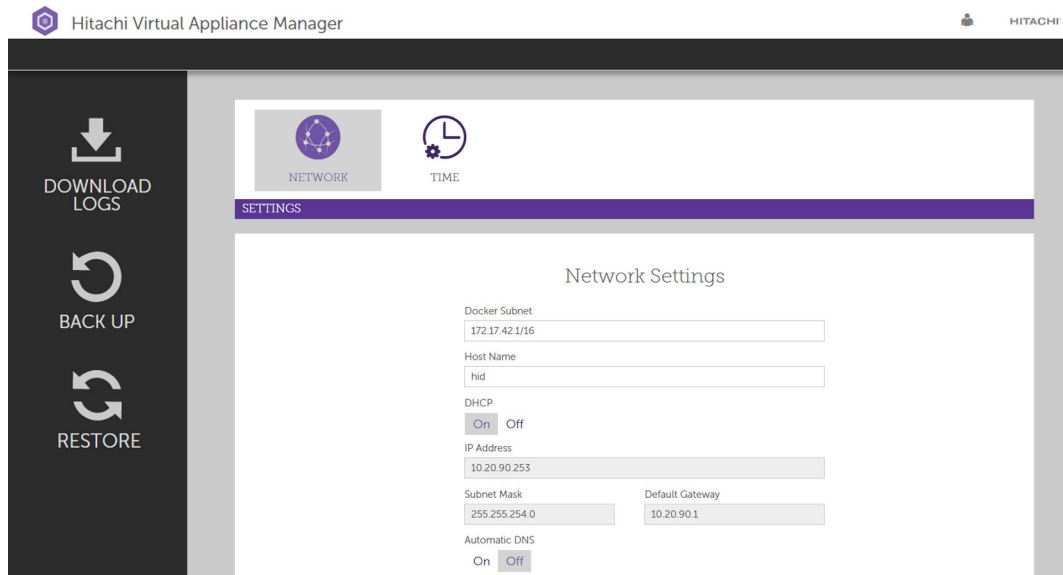 Hitachi Virtual Appliance Manager
HITACHI
DOWNLOAD
LOGS
BACK UP
RESTORE
NETWORK
TIME
SETTINGS
Network Settings
Docker Subnet
172.17.42.1/16
Host Name
hid
DHCP
On Off
IP Address
10.20.90.253
Subnet Mask Default Gateway
255.255.254.0 10.20.90.1
Automatic DNS
On Off